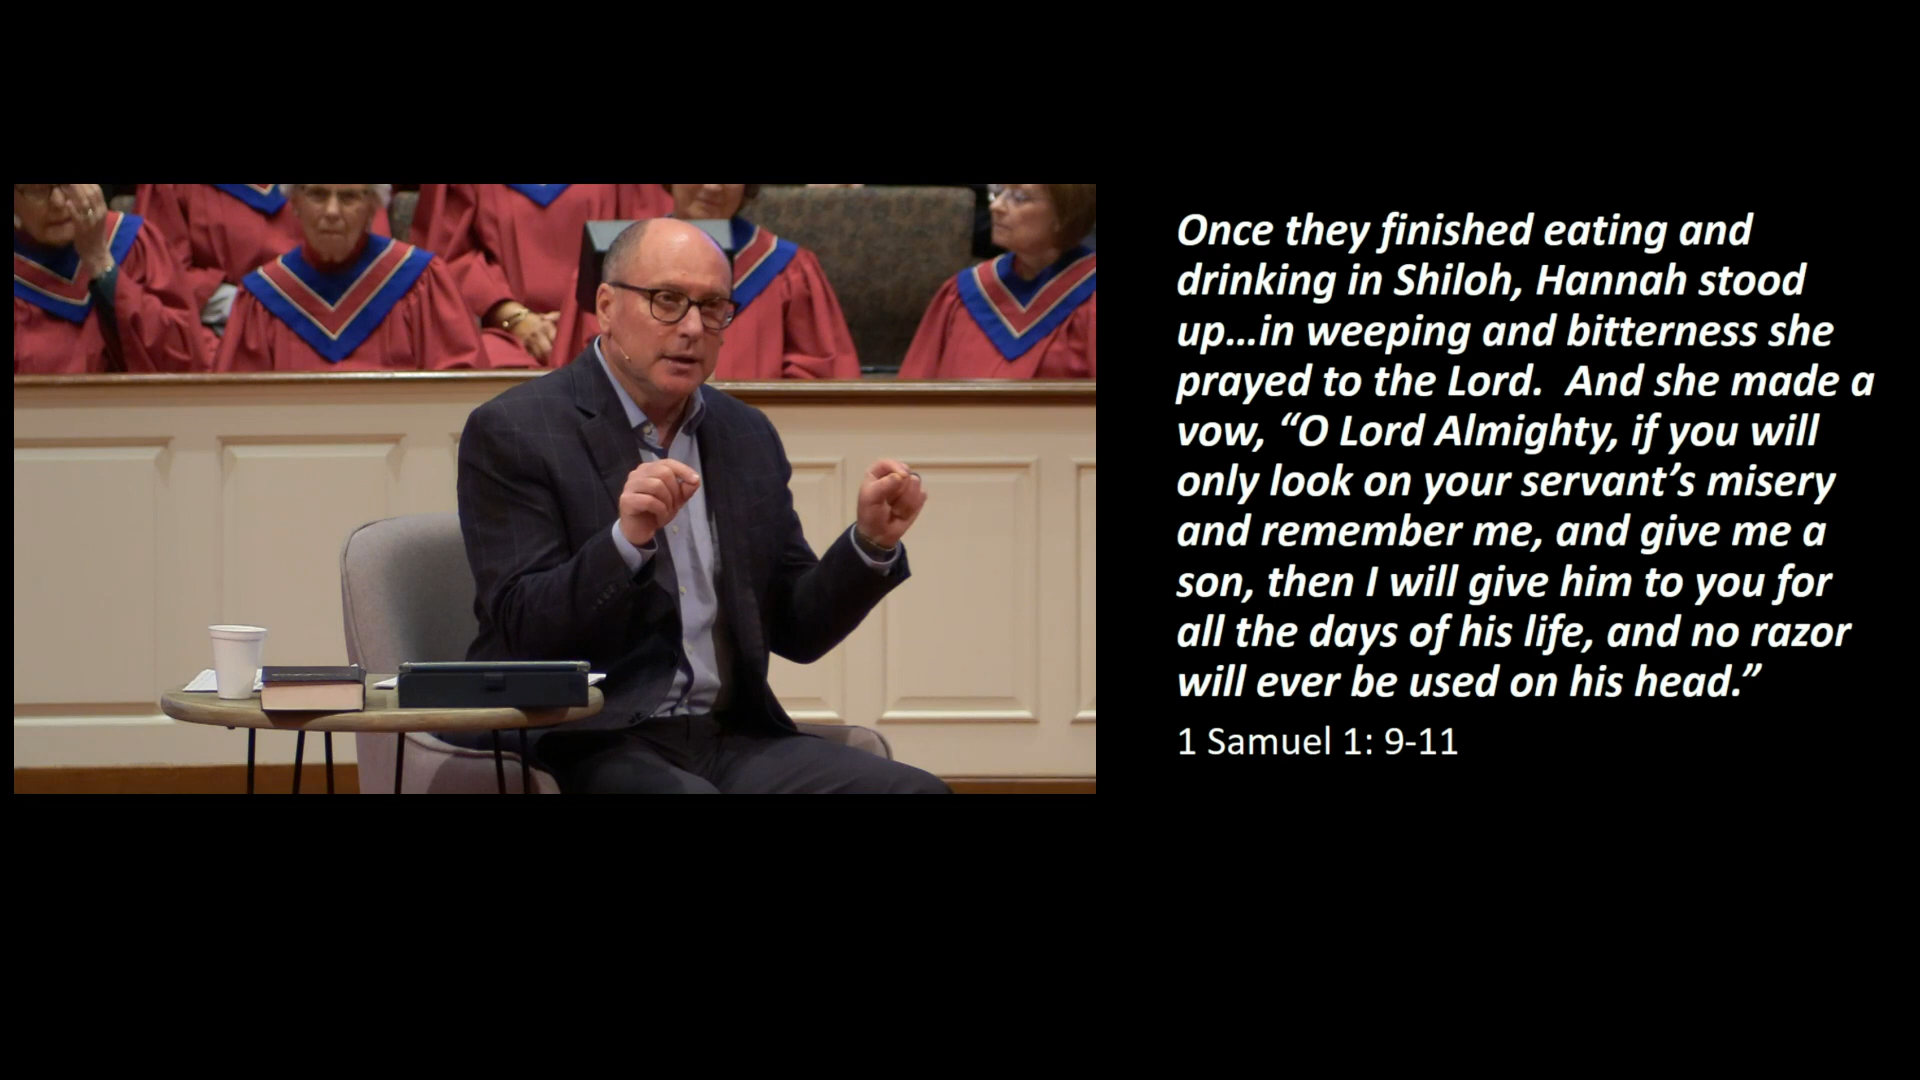 Once they finished eating and
drinking in Shiloh, Hannah stood
up…in weeping and bitterness she
prayed to the Lord.  And she made a
vow, “O Lord Almighty, if you will
only look on your servant’s misery
and remember me, and give me a
son, then I will give him to you for
all the days of his life, and no razor
will ever be used on his head.”
1 Samuel 1: 9-11